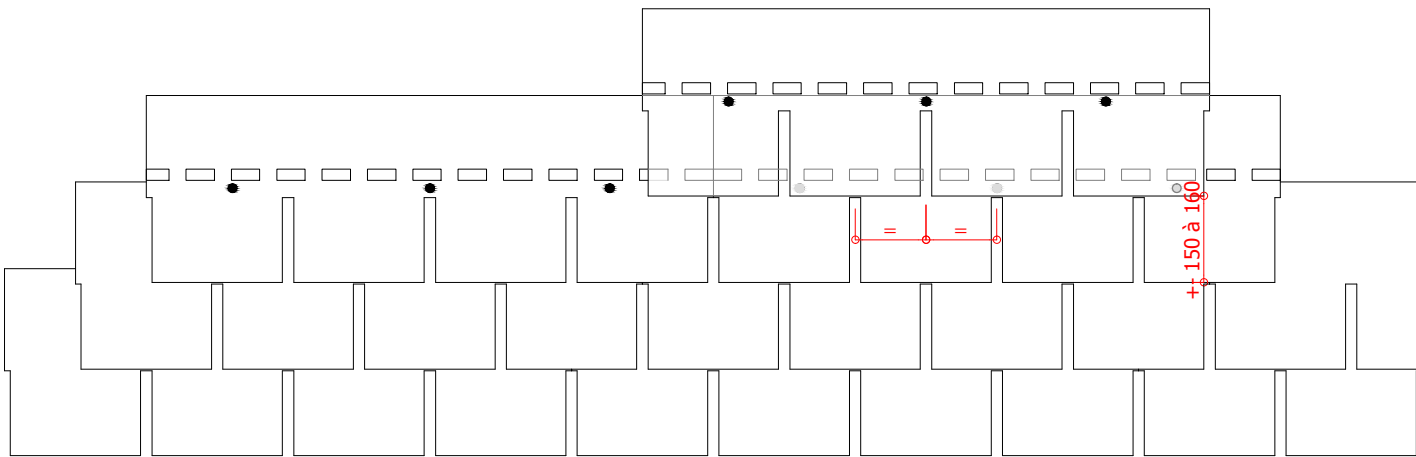 = =
+- 150 à 160